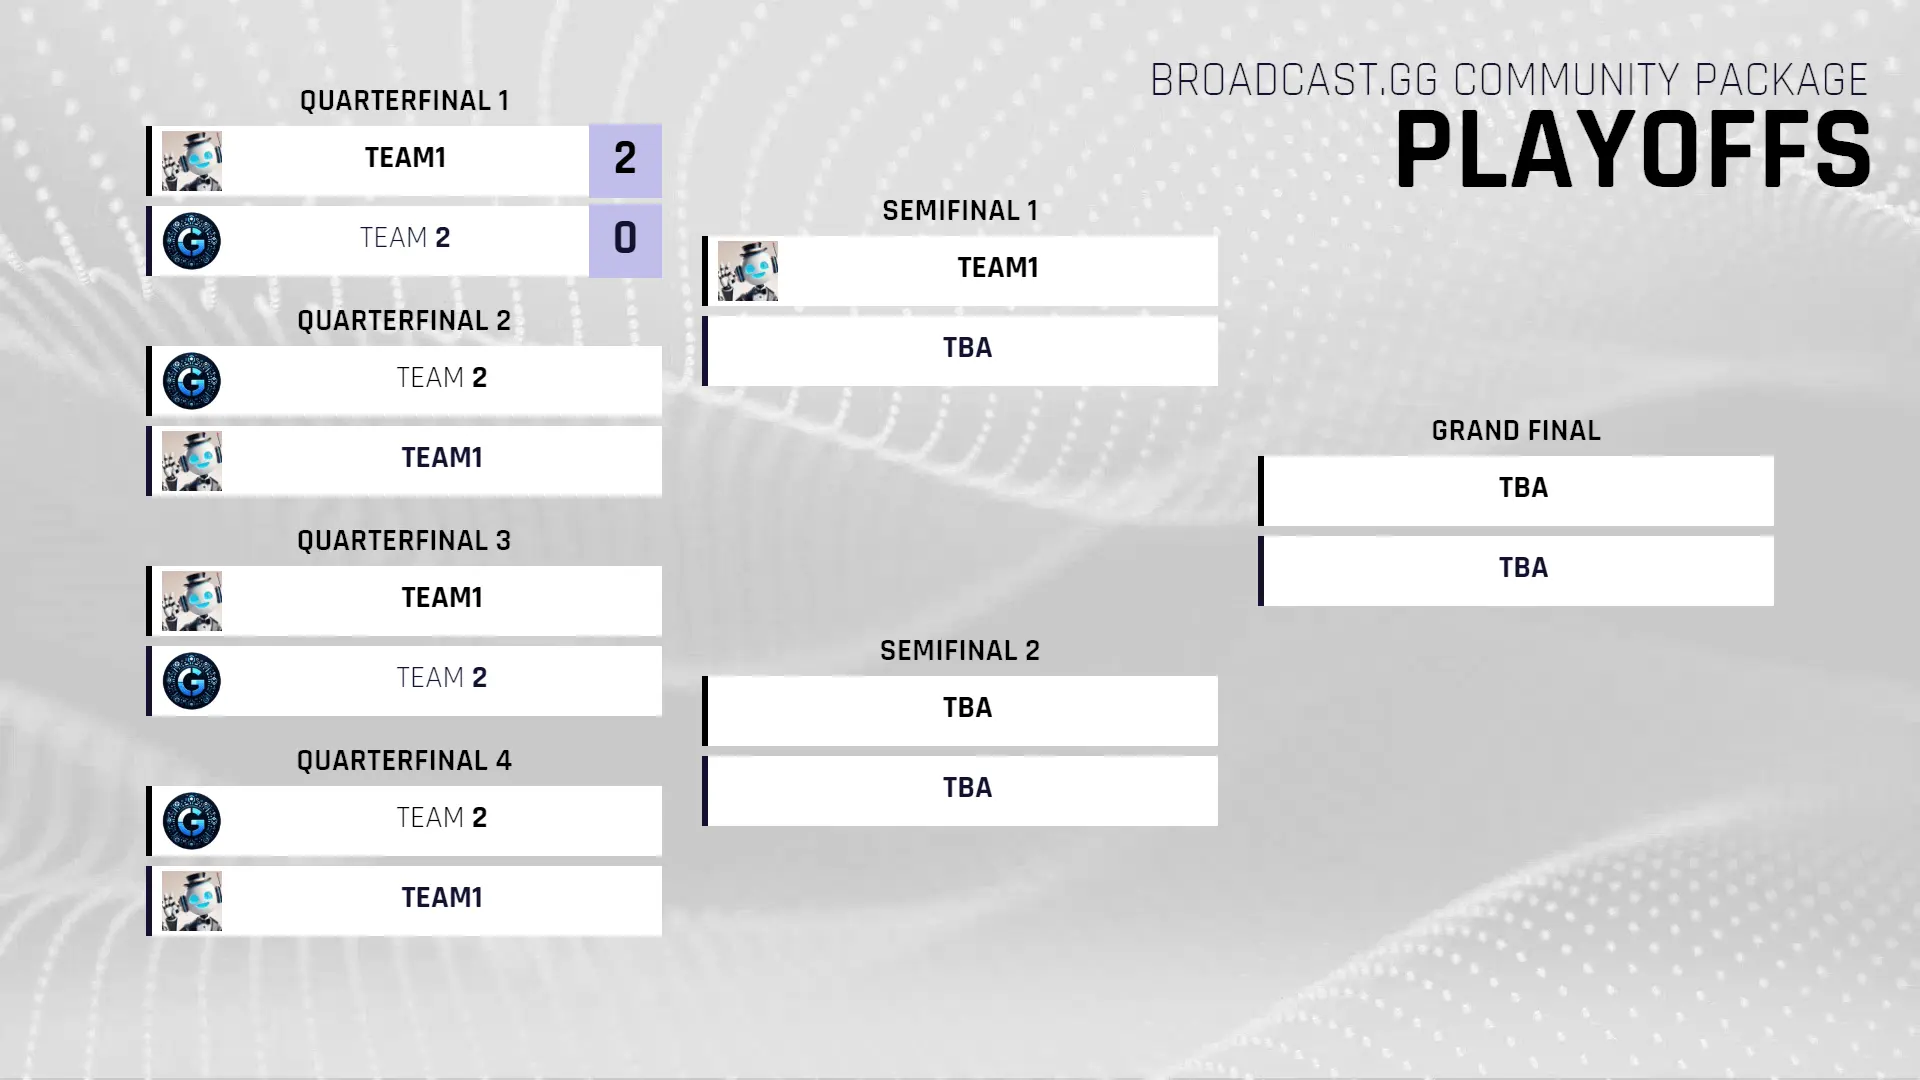 BROADCAST.GG COMMUNITY PACKAGE
PLAYOFFS
QUARTERFINAL 1
TEAM1 2
TEAM 2 0
QUARTERFINAL 2
TEAM 2
TEAM1
QUARTERFINAL 3
TEAM1
TEAM 2
QUARTERFINAL 4
TEAM 2
TEAM1
SEMIFINAL 1
TEAM1
TBA
SEMIFINAL 2
TBA
TBA
GRAND FINAL
TBA
TBA